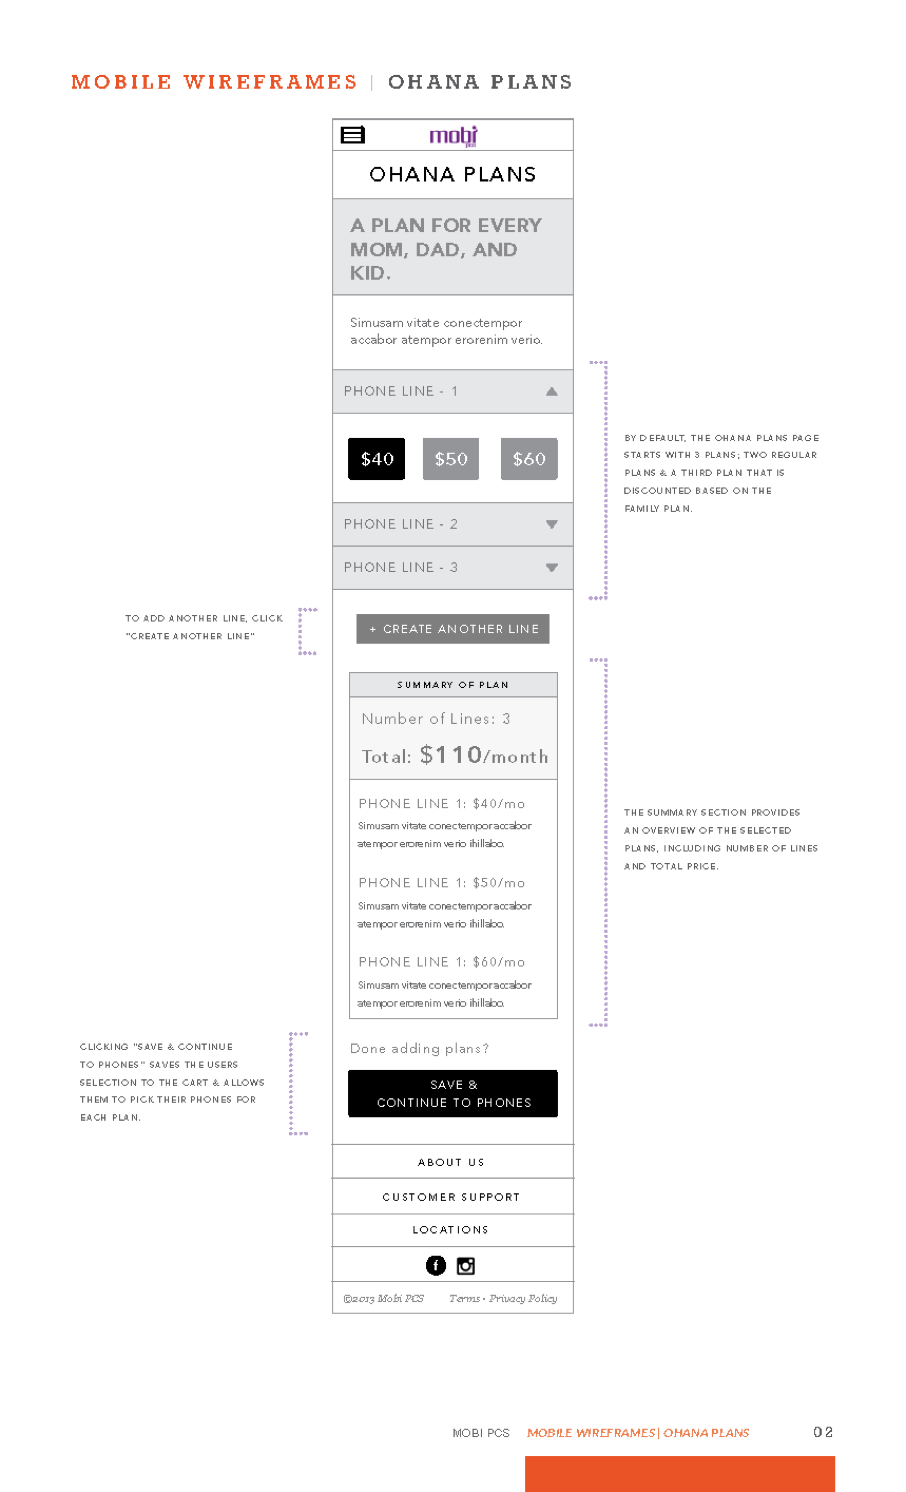 MOBILE WIREFRAMES | OHANA PLANS
mobi
pcs
OHANA PLANS
A PLAN FOR EVERY
MOM, DAD, AND
KID.
Simusam vitate conectempor
accabor atempor erorenim verio.
PHONE LINE - 1
$40 $50 $60
PHONE LINE - 2
PHONE LINE - 3
BY DEFAULT, THE OHANA PLANS PAGE
STARTS WITH 3 PLANS; TWO REGULAR
PLANS & A THIRD PLAN THAT IS
DISCOUNTED BASED ON THE
FAMILY PLAN.
TO ADD ANOTHER LINE, CLICK
"CREATE ANOTHER LINE"
+ CREATE ANOTHER LINE
SUMMARY OF PLAN
Number of Lines: 3
Total: $110/month
PHONE LINE 1: $40/mo
Simusam vitate conectempor accabor
atempor erorenim verio ihillabo.
PHONE LINE 1: $50/mo
Simusam vitate conectempor accabor
atempor erorenim verio ihillabo.
PHONE LINE 1: $60/mo
Simusam vitate conectempor accabor
atempor erorenim verio ihillabo.
THE SUMMARY SECTION PROVIDES
AN OVERVIEW OF THE SELECTED
PLANS, INCLUDING NUMBER OF LINES
AND TOTAL PRICE.
CLICKING "SAVE & CONTINUE
TO PHONES" SAVES THE USERS
SELECTION TO THE CART & ALLOWS
THEM TO PICK THEIR PHONES FOR
EACH PLAN.
Done adding plans?
SAVE &
CONTINUE TO PHONES
ABOUT US
CUSTOMER SUPPORT
LOCATIONS
f
©2013 Mobi PCS Terms • Privacy Policy
MOBI PCS MOBILE WIREFRAMES | OHANA PLANS 02